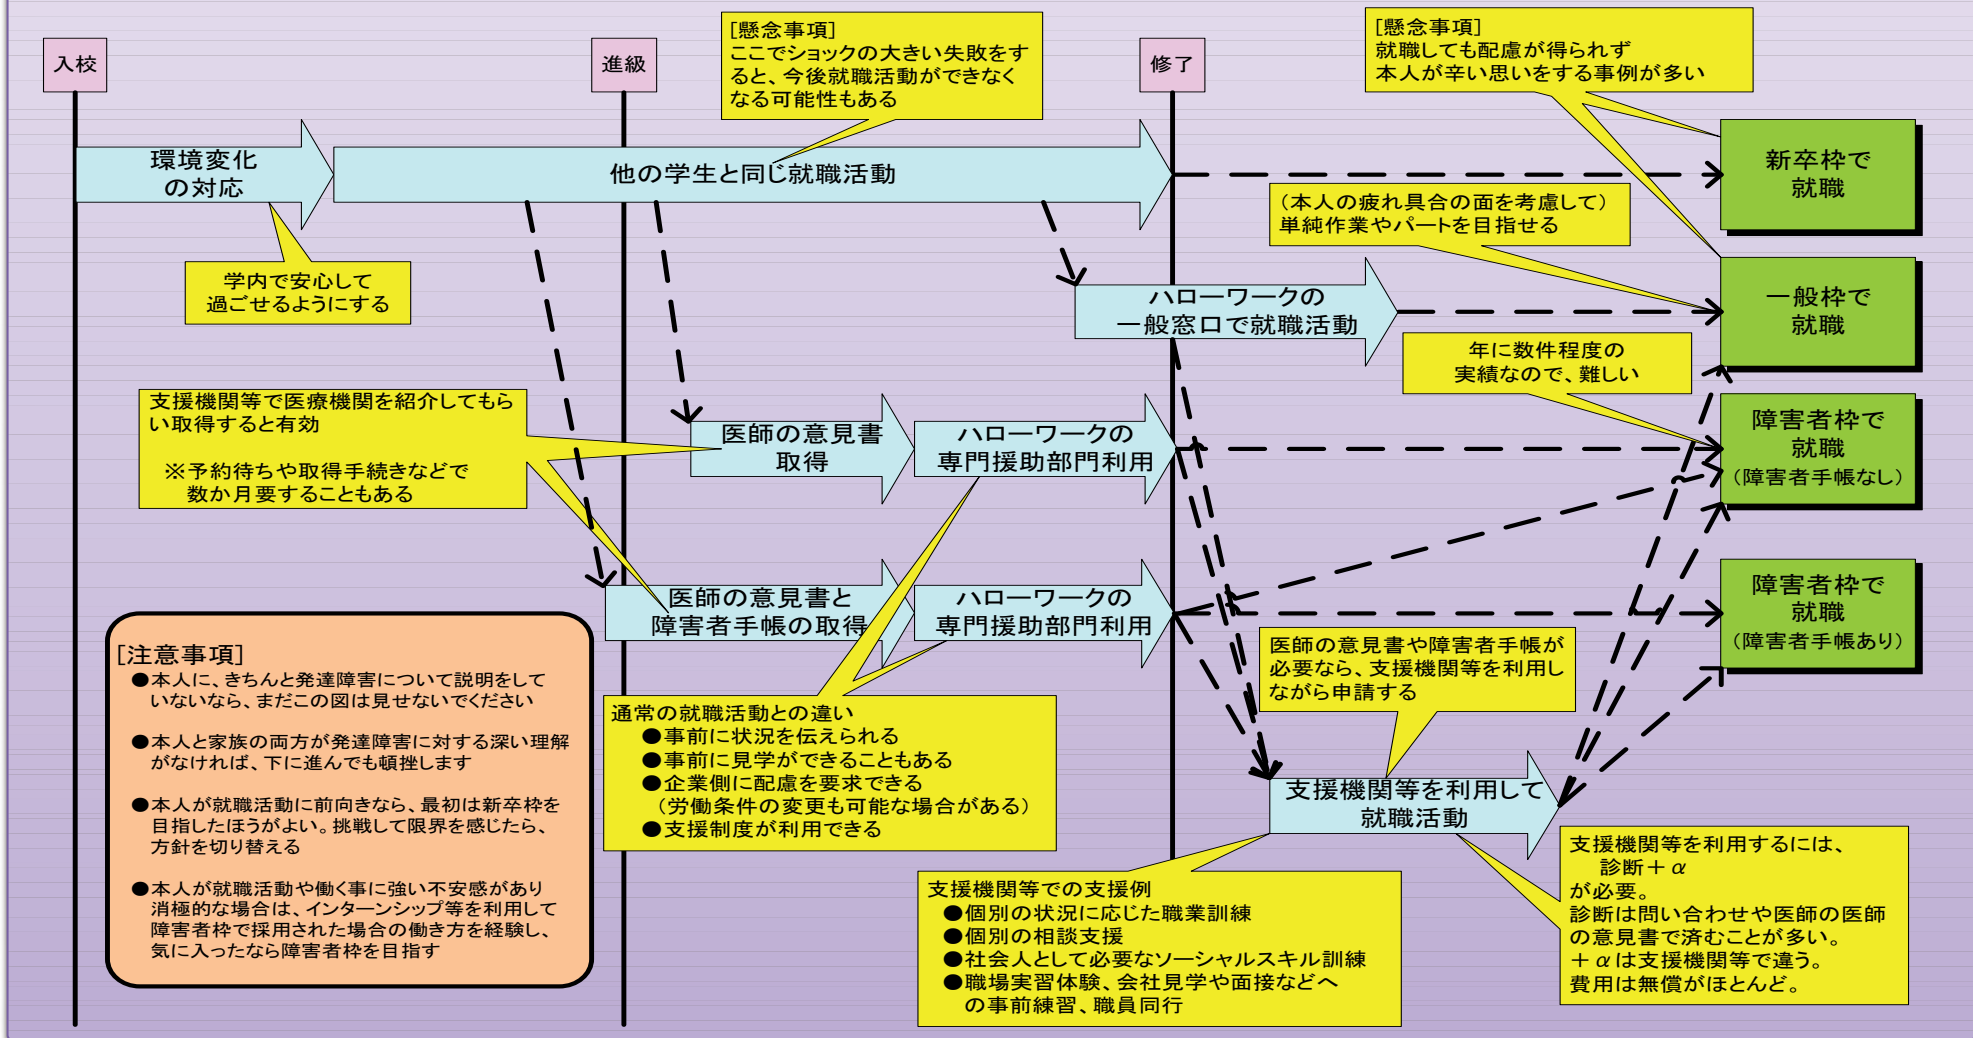 入校
進級
修了
[懸念事項]
ここでショックの大きい失敗をす
ると、今後就職活動ができなく
なる可能性もある
[懸念事項]
就職しても配慮が得られず
本人が辛い思いをする事例が多い
環境変化
の対応
他の学生と同じ就職活動
新卒枠で
就職
学内で安心して
過ごせるようにする
(本人の疲れ具合の面を考慮して)
単純作業やパートを目指せる
ハローワークの
一般窓口で就職活動
一般枠で
就職
年に数件程度の
実績なので、難しい
支援機関等で医療機関を紹介してもら
い取得すると有効
※予約待ちや取得手続きなどで
数か月要することもある
医師の意見書
取得
ハローワークの
専門援助部門利用
障害者枠で
就職
(障害者手帳なし)
医師の意見書と
障害者手帳の取得
ハローワークの
専門援助部門利用
障害者枠で
就職
(障害者手帳あり)
[注意事項]
●本人に、きちんと発達障害について説明をして
いないなら、まだこの図は見せないでください
●本人と家族の両方が発達障害に対する深い理解
がなければ、下に進んでも頓挫します
●本人が就職活動に前向きなら、最初は新卒枠を
目指したほうがよい。挑戦して限界を感じたら、
方針を切り替える
●本人が就職活動や働く事に強い不安感があり
消極的な場合は、インターンシップ等を利用して
障害者枠で採用された場合の働き方を経験し、
気に入ったなら障害者枠を目指す
通常の就職活動との違い
●事前に状況を伝えられる
●事前に見学ができることもある
●企業側に配慮を要求できる
(労働条件の変更も可能な場合がある)
●支援制度が利用できる
医師の意見書や障害者手帳が
必要なら、支援機関等を利用し
ながら申請する
支援機関等を利用して
就職活動
支援機関等での支援例
●個別の状況に応じた職業訓練
●個別の相談支援
●社会人として必要なソーシャルスキル訓練
●職場実習体験、会社見学や面接などへ
の事前練習、職員同行
支援機関等を利用するには、
診断+α
が必要。
診断は問い合わせや医師の医師
の意見書で済むことが多い。
+αは支援機関等で違う。
費用は無償がほとんど。